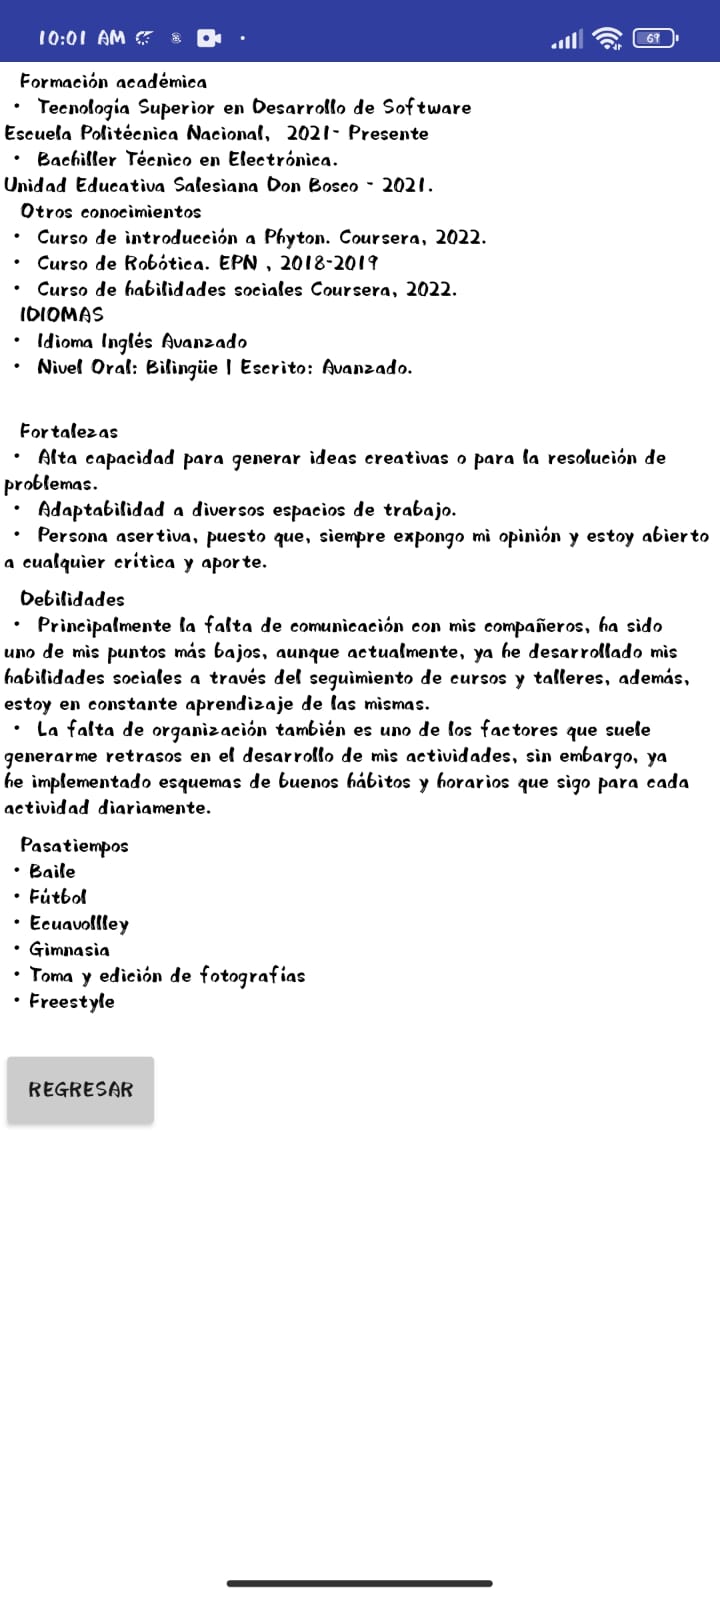 10:01 AM
69
Formación académica
• Tecnología Superior en Desarrollo de Software
Escuela Politécnica Nacional, 2021- Presente
• Bachiller Técnico en Electrónica.
Unidad Educativa Salesiana Don Bosco - 2021.
Otros conocimientos
• Curso de introducción a Phyton. Coursera, 2022.
• Curso de Robótica. EPN , 2018-2019
• Curso de habilidades sociales Coursera, 2022.
IDIOMAS
• Idioma Inglés Avanzado
• Nivel Oral: Bilingüe | Escrito: Avanzado.
Fortalezas
• Alta capacidad para generar ideas creativas o para la resolución de
problemas.
• Adaptabilidad a diversos espacios de trabajo.
• Persona asertiva, puesto que, siempre expongo mi opinión y estoy abierto
a cualquier crítica y aporte.
Debilidades
• Principalmente la falta de comunicación con mis compañeros, ha sido
uno de mis puntos más bajos, aunque actualmente, ya he desarrollado mis
habilidades sociales a través del seguimiento de cursos y talleres, además,
estoy en constante aprendizaje de las mismas.
• La falta de organización también es uno de los factores que suele
generarme retrasos en el desarrollo de mis actividades, sin embargo, ya
he implementado esquemas de buenos hábitos y horarios que sigo para cada
actividad diariamente.
Pasatiempos
• Baile
• Fútbol
• Ecuavollley
• Gimnasia
• Toma y edición de fotografías
• Freestyle
REGRESAR